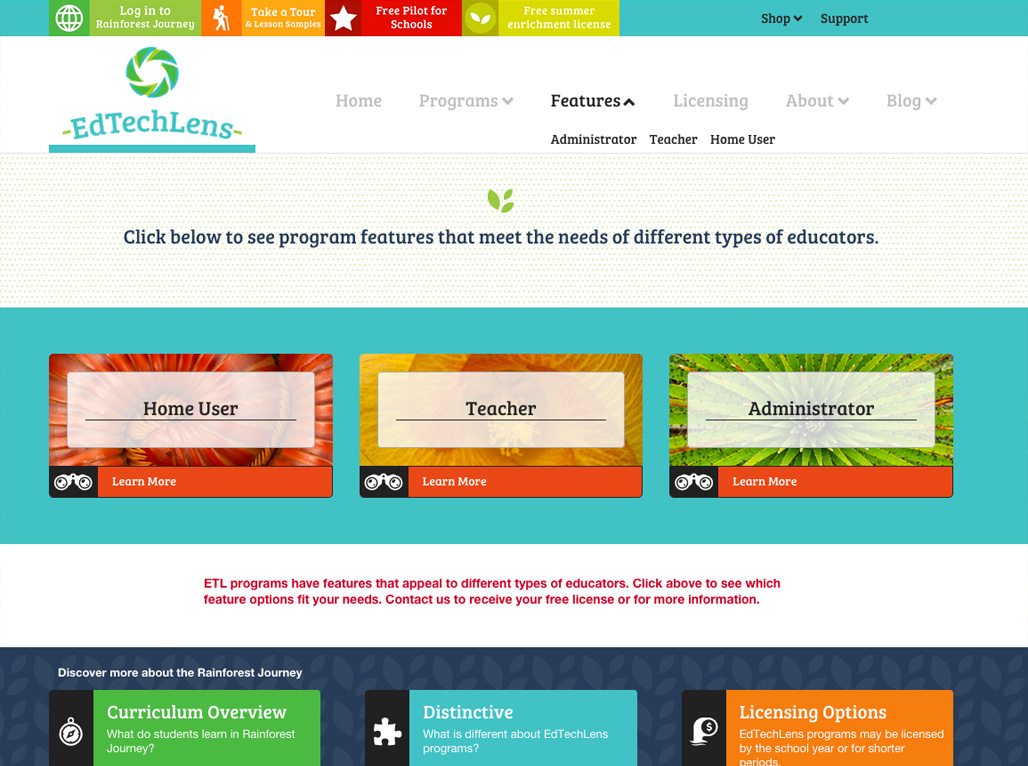 Log in to
Rainforest Journey
Take a Tour
& Lesson Samples
Free Pilot for
Schools
Free summer
enrichment license
Shop
Support
EdTechLens
Home
Programs
Features
Licensing
About
Blog
Administrator
Teacher
Home User
Click below to see program features that meet the needs of different types of educators.
Home User
Teacher
Administrator
Learn More
Learn More
Learn More
ETL programs have features that appeal to different types of educators. Click above to see which
feature options fit your needs. Contact us to receive your free license or for more information.
Discover more about the Rainforest Journey
Curriculum Overview
What do students learn in Rainforest
Journey?
Distinctive
What is different about EdTechLens
programs?
$
Licensing Options
EdTechLens programs may be licensed
by the school year or for shorter
periods.